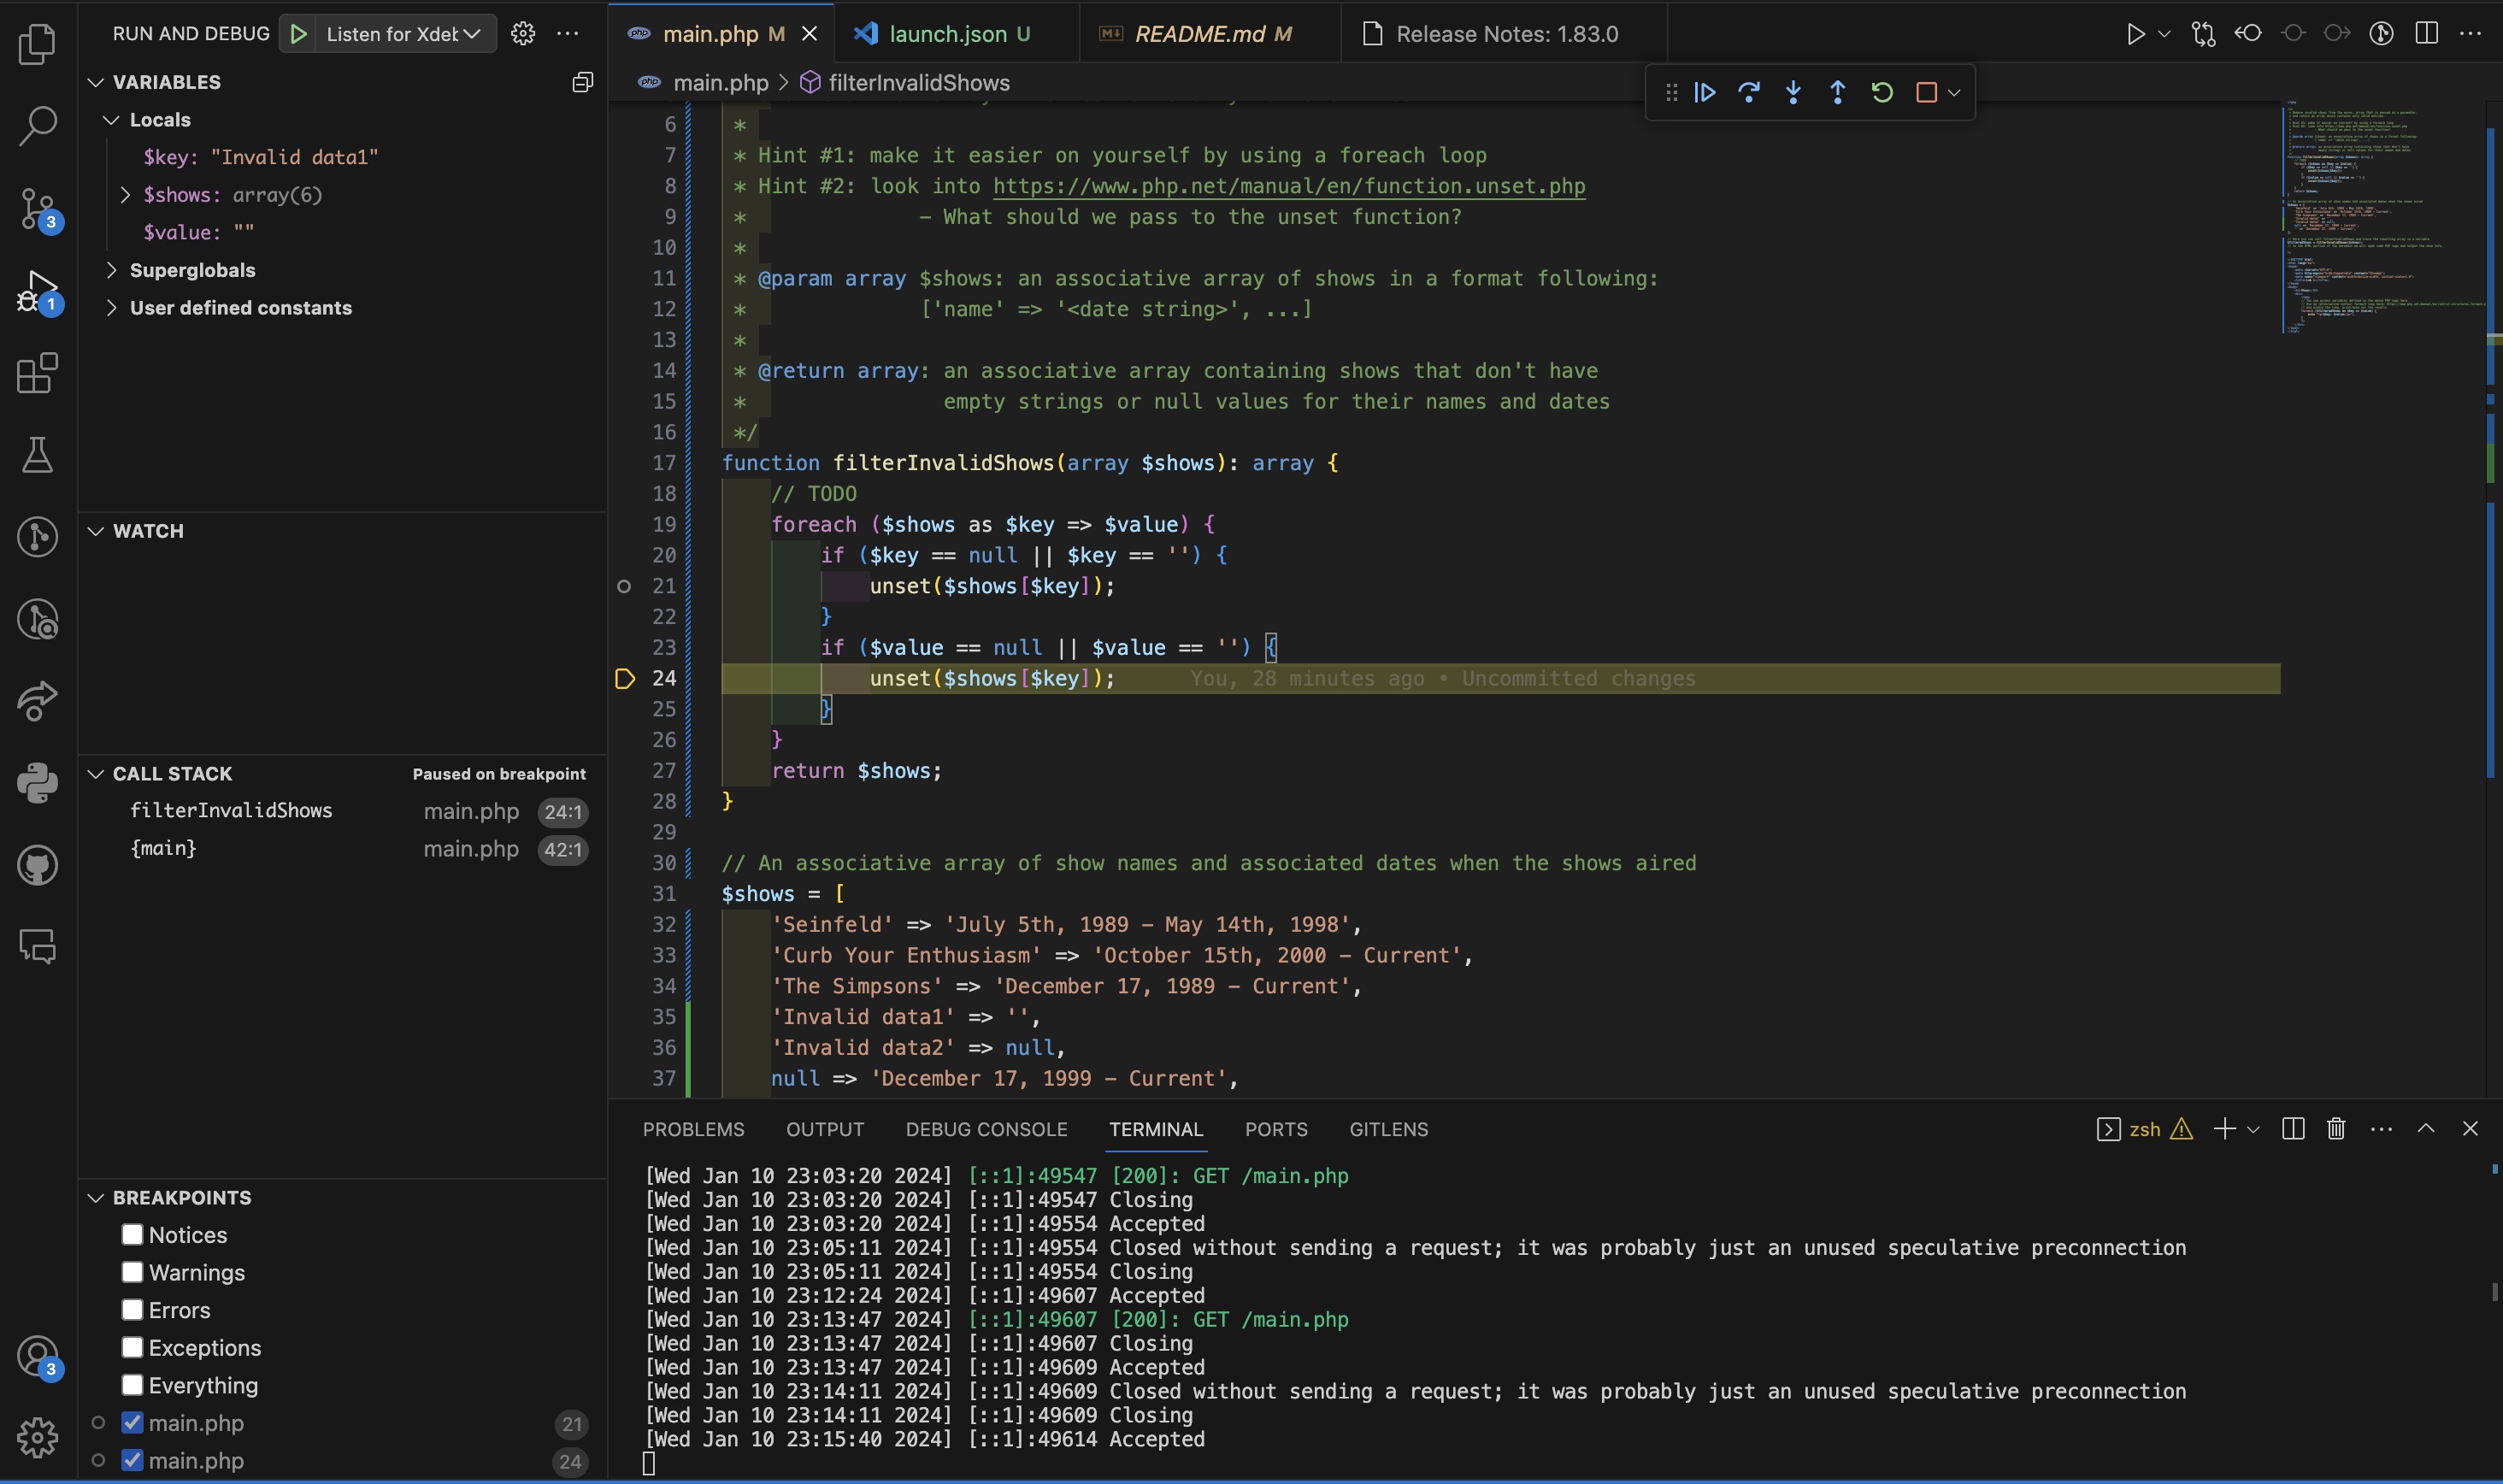 RUN AND DEBUG
Listen for Xdeb
main.php M
launch.json U
README.md M
Release Notes: 1.83.0
VARIABLES
Locals
$key: "Invalid data1"
$shows: array(6)
$value: ""
Superglobals
User defined constants
WATCH
CALL STACK
Paused on breakpoint
filterInvalidShows main.php 24:1
{main} main.php 42:1
BREAKPOINTS
Notices
Warnings
Errors
Exceptions
Everything
main.php 21
main.php 24
3
1
3
main.php > filterInvalidShows
6 *
7 * Hint #1: make it easier on yourself by using a foreach loop
8 * Hint #2: look into https://www.php.net/manual/en/function.unset.php
9 * - What should we pass to the unset function?
10 *
11 * @param array $shows: an associative array of shows in a format following:
12 * ['name' => '<date string>', ...]
13 *
14 * @return array: an associative array containing shows that don't have
15 * empty strings or null values for their names and dates
16 */
17 function filterInvalidShows(array $shows): array {
18 // TODO
19 foreach ($shows as $key => $value) {
20 if ($key == null || $key == '') {
21 unset($shows[$key]);
22 }
23 if ($value == null || $value == '') {
24 unset($shows[$key]); You, 28 minutes ago • Uncommitted changes
25 }
26 }
27 return $shows;
28 }
29
30 // An associative array of show names and associated dates when the shows aired
31 $shows = [
32 'Seinfeld' => 'July 5th, 1989 – May 14th, 1998',
33 'Curb Your Enthusiasm' => 'October 15th, 2000 – Current',
34 'The Simpsons' => 'December 17, 1989 – Current',
35 'Invalid data1' => '',
36 'Invalid data2' => null,
37 null => 'December 17, 1999 – Current',
PROBLEMS OUTPUT DEBUG CONSOLE TERMINAL PORTS GITLENS
zsh
[Wed Jan 10 23:03:20 2024] [::1]:49547 [200]: GET /main.php
[Wed Jan 10 23:03:20 2024] [::1]:49547 Closing
[Wed Jan 10 23:03:20 2024] [::1]:49554 Accepted
[Wed Jan 10 23:05:11 2024] [::1]:49554 Closed without sending a request; it was probably just an unused speculative preconnection
[Wed Jan 10 23:05:11 2024] [::1]:49554 Closing
[Wed Jan 10 23:12:24 2024] [::1]:49607 Accepted
[Wed Jan 10 23:13:47 2024] [::1]:49607 [200]: GET /main.php
[Wed Jan 10 23:13:47 2024] [::1]:49607 Closing
[Wed Jan 10 23:13:47 2024] [::1]:49609 Accepted
[Wed Jan 10 23:14:11 2024] [::1]:49609 Closed without sending a request; it was probably just an unused speculative preconnection
[Wed Jan 10 23:14:11 2024] [::1]:49609 Closing
[Wed Jan 10 23:15:40 2024] [::1]:49614 Accepted